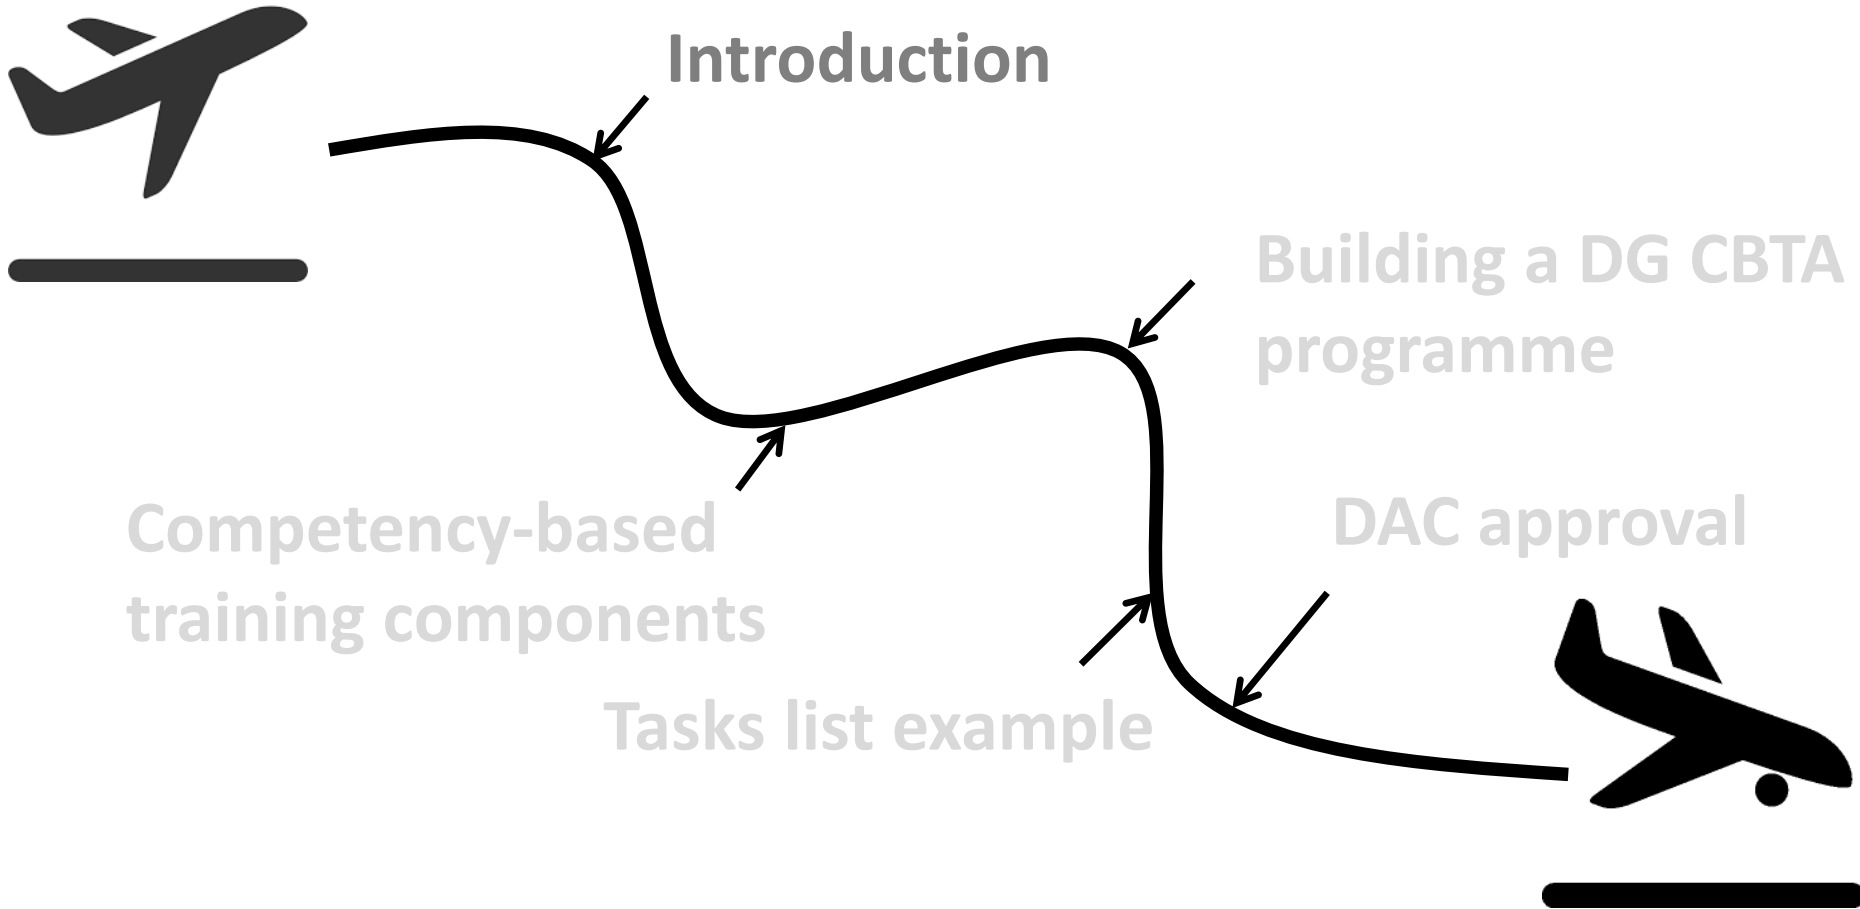 Introduction
Building a DG CBTA
programme
Competency-based
training components
DAC approval
Tasks list example